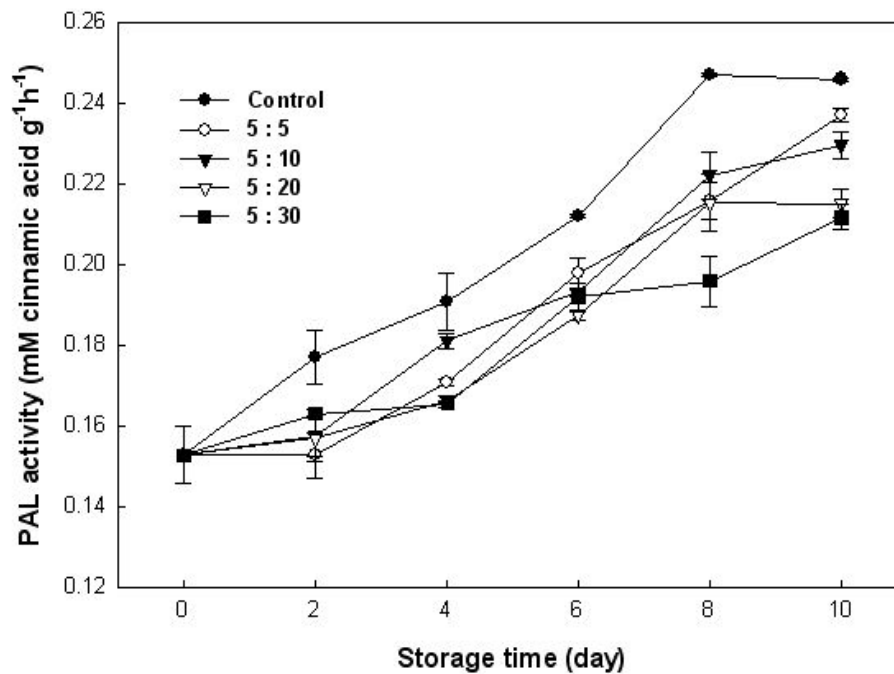 0.26
0.24
0.22
0.20
0.18
0.16
0.14
0.12
PAL activity (mM cinnamic acid g⁻¹h⁻¹)
Control
5 : 5
5 : 10
5 : 20
5 : 30
0 2 4 6 8 10
Storage time (day)